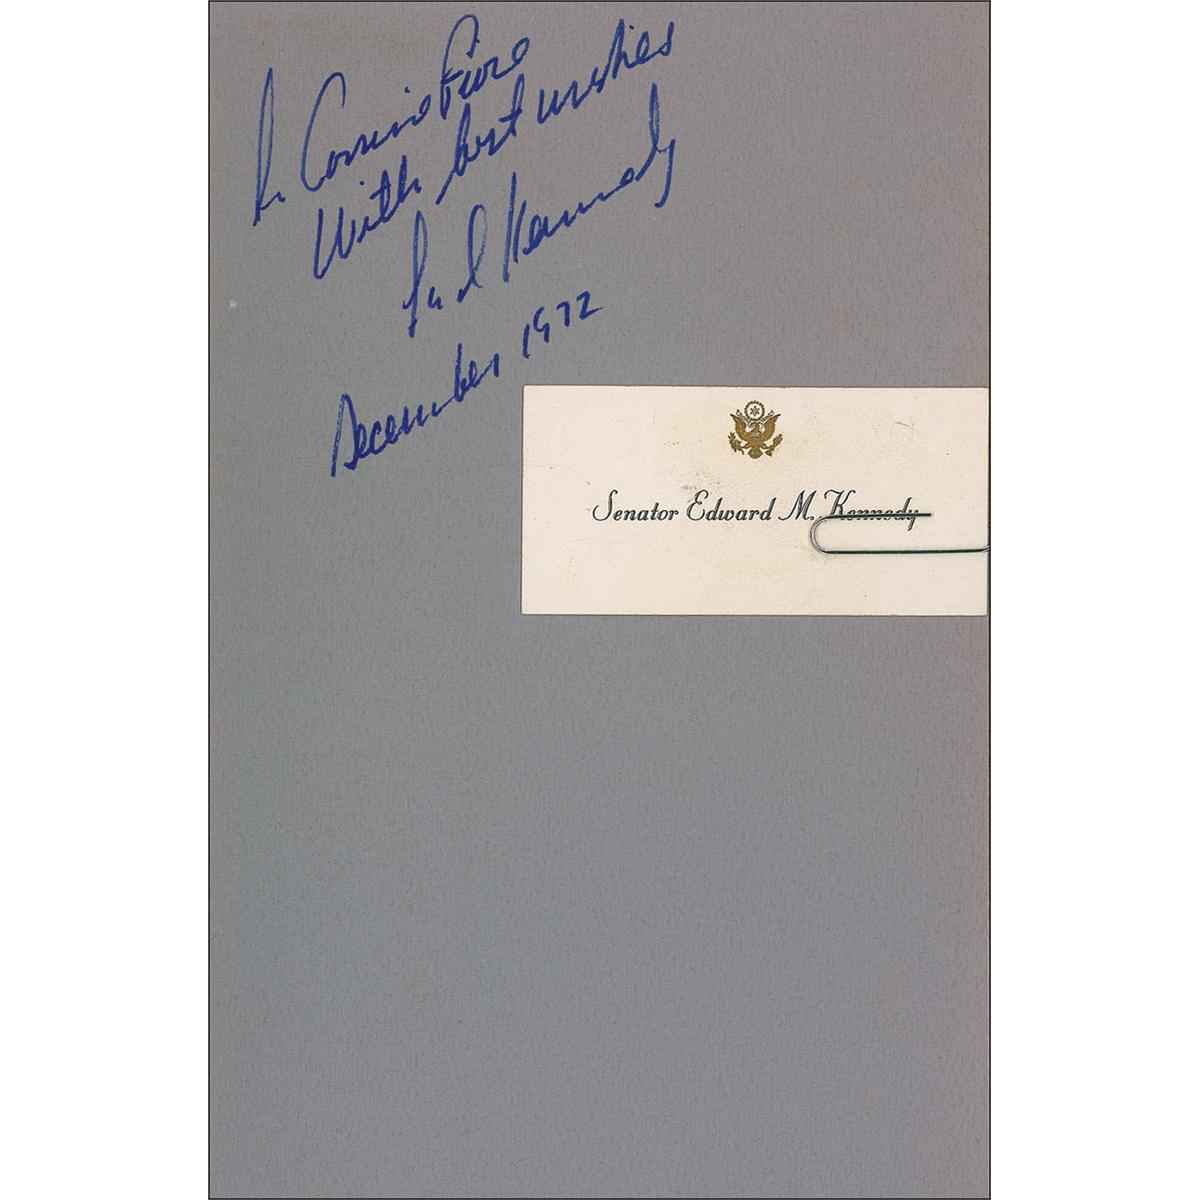 To Connie Fiore
With best wishes
Ted Kennedy
December 1972
Senator Edward M. Kennedy